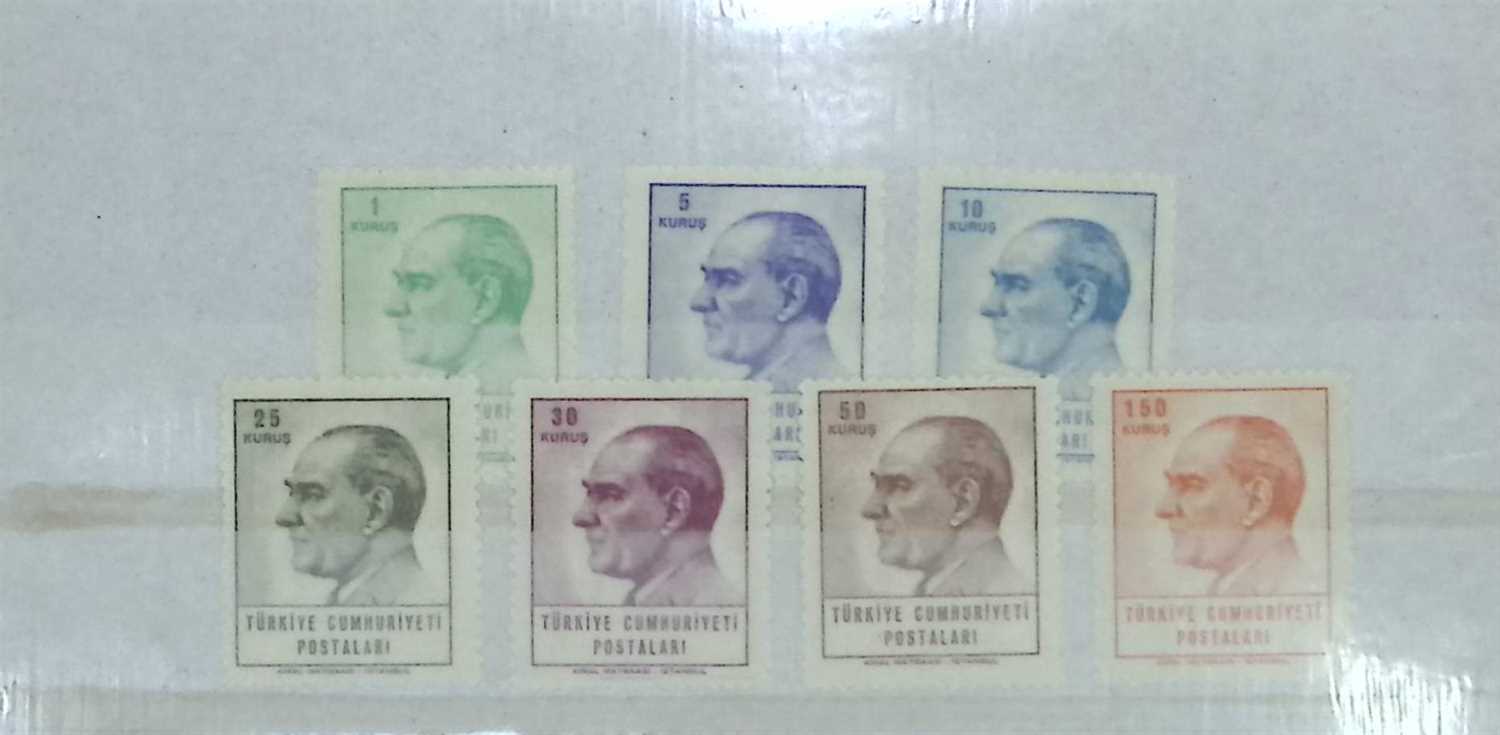 1
KURUŞ
5
KURUŞ
10
KURUŞ
25
KURUŞ
TÜRKİYE CUMHURİYETİ
POSTALARI
30
KURUŞ
TÜRKİYE CUMHURİYETİ
POSTALARI
50
KURUŞ
TÜRKİYE CUMHURİYETİ
POSTALARI
150
KURUŞ
TÜRKİYE CUMHURİYETİ
POSTALARI